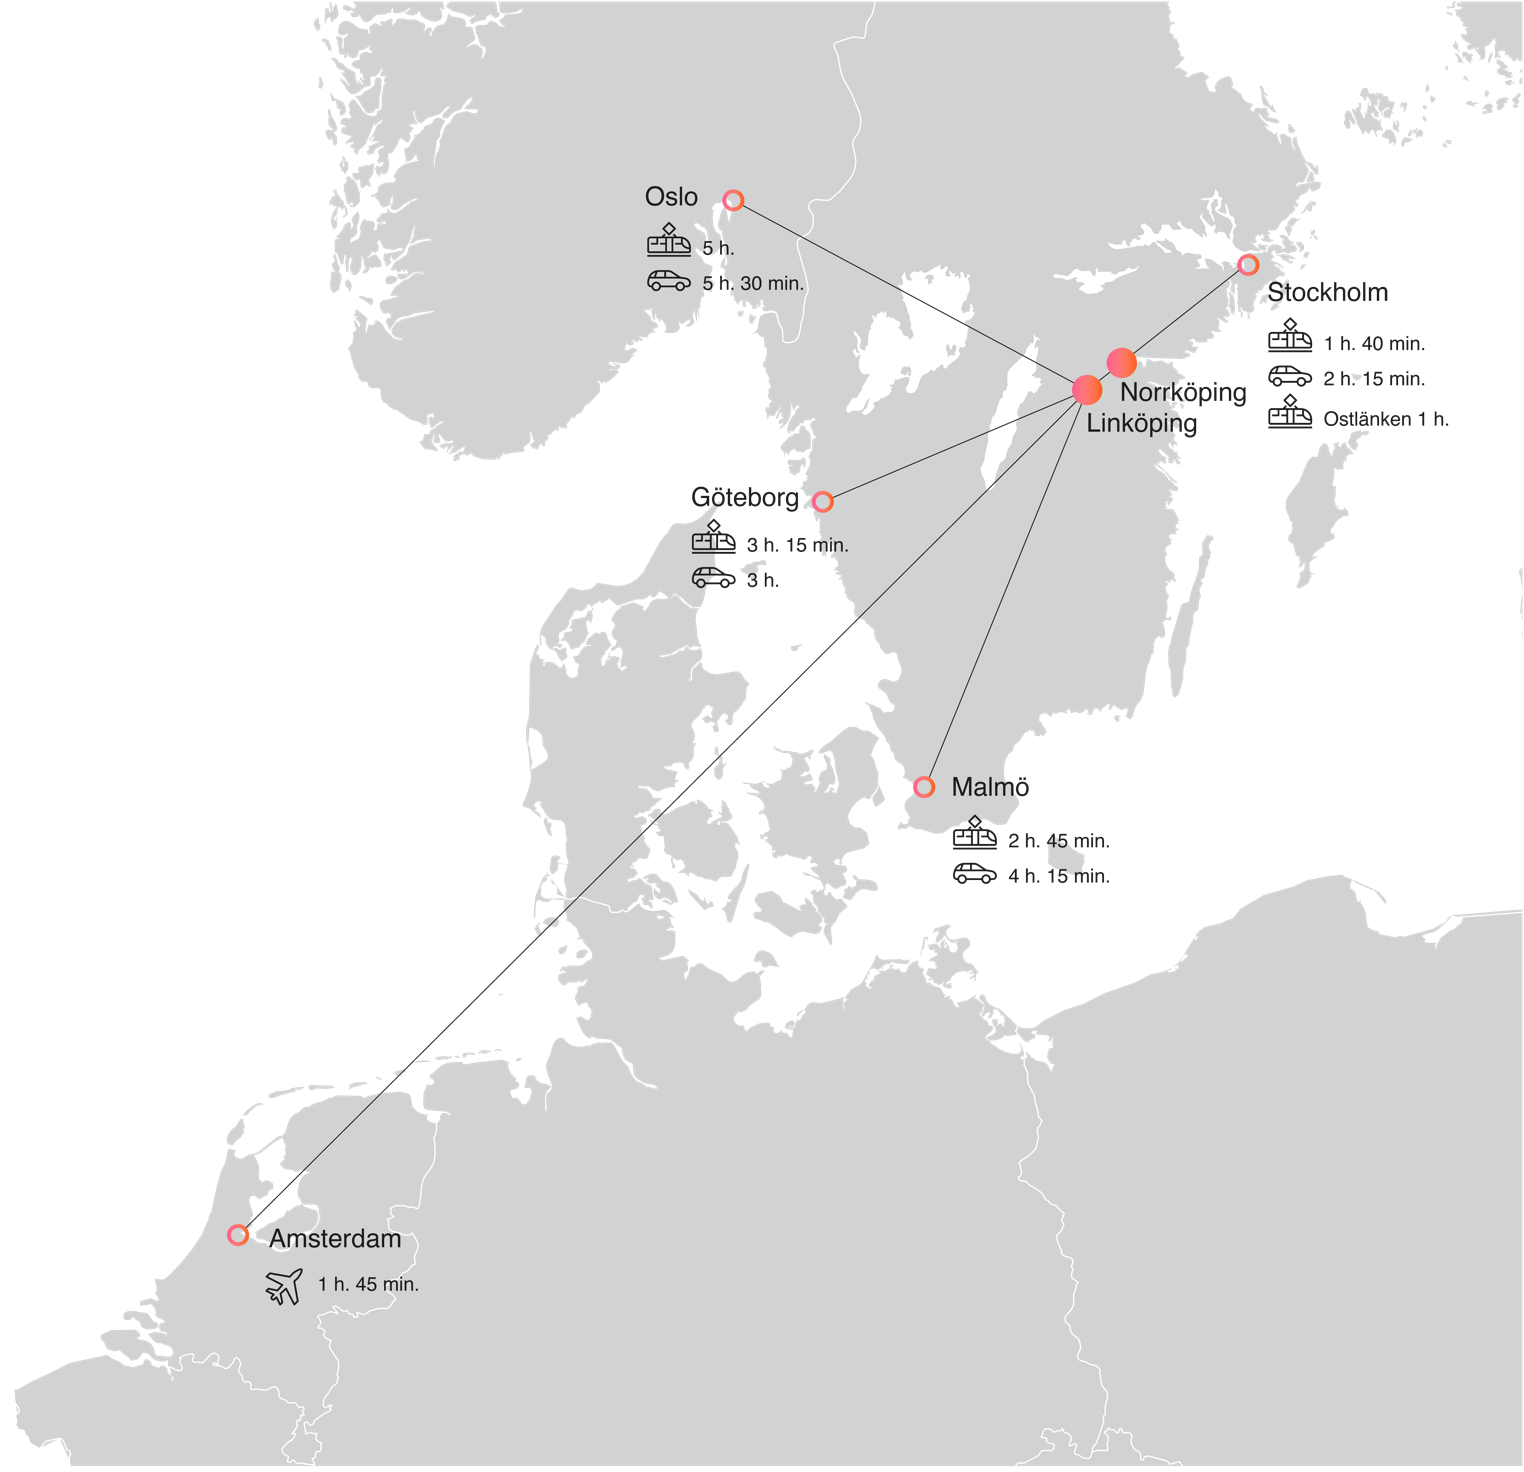 Oslo
5 h.
5 h. 30 min.
Stockholm
1 h. 40 min.
2 h. 15 min.
Ostlänken 1 h.
Norrköping
Linköping
Göteborg
3 h. 15 min.
3 h.
Malmö
2 h. 45 min.
4 h. 15 min.
Amsterdam
1 h. 45 min.